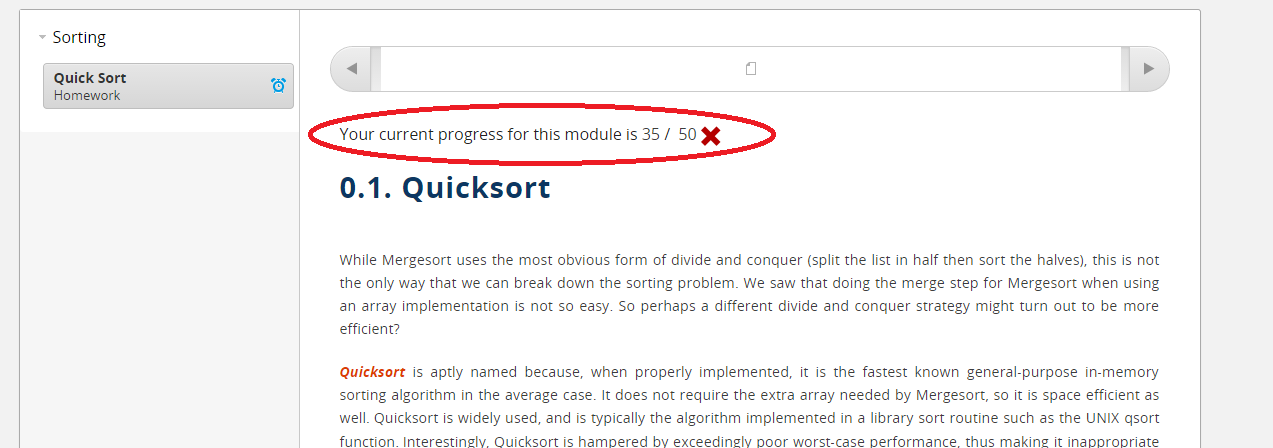 Sorting
Quick Sort
Homework
Your current progress for this module is 35 / 50
0.1. Quicksort
While Mergesort uses the most obvious form of divide and conquer (split the list in half then sort the halves), this is not
the only way that we can break down the sorting problem. We saw that doing the merge step for Mergesort when using
an array implementation is not so easy. So perhaps a different divide and conquer strategy might turn out to be more
efficient?
Quicksort is aptly named because, when properly implemented, it is the fastest known general-purpose in-memory
sorting algorithm in the average case. It does not require the extra array needed by Mergesort, so it is space efficient as
well. Quicksort is widely used, and is typically the algorithm implemented in a library sort routine such as the UNIX qsort
function. Interestingly, Quicksort is hampered by exceedingly poor worst-case performance, thus making it inappropriate